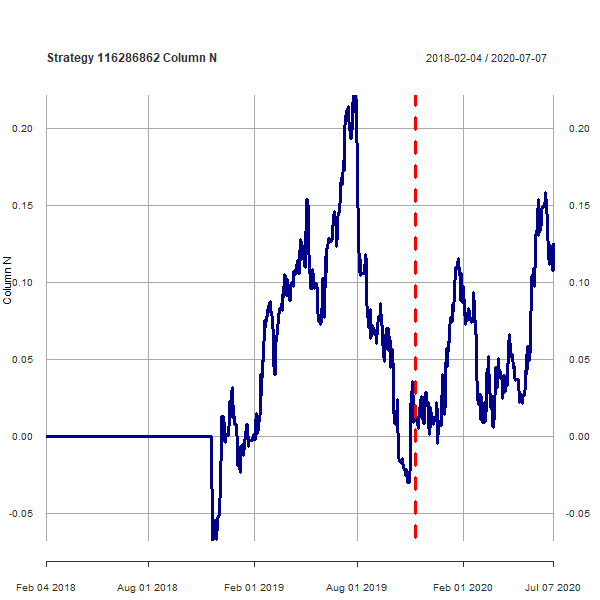 Strategy 116286862 Column N 2018-02-04 / 2020-07-07
0.20 0.20
0.15 0.15
0.10 0.10
0.05 0.05
0.00 0.00
-0.05 -0.05
Column N
Feb 04 2018 Aug 01 2018 Feb 01 2019 Aug 01 2019 Feb 01 2020 Jul 07 2020